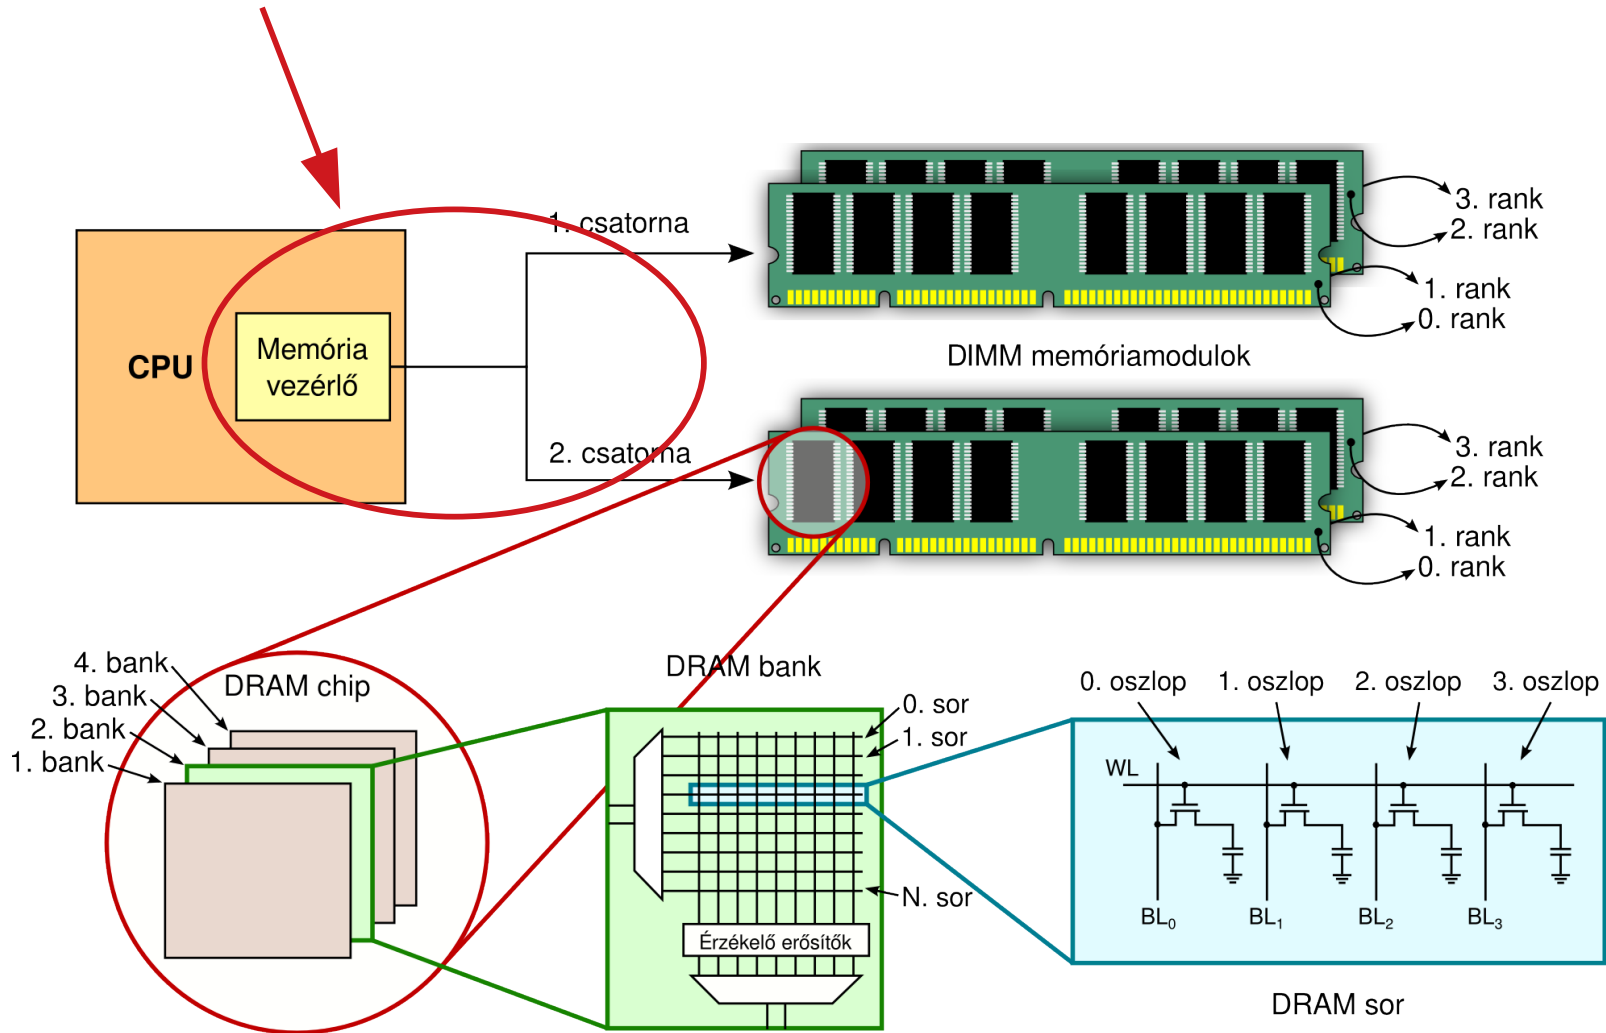 1. csatorna
3. rank
2. rank
1. rank
0. rank
CPU
Memória
vezérlő
DIMM memóriamodulok
2. csatorna
3. rank
2. rank
1. rank
0. rank
4. bank
3. bank
2. bank
1. bank
DRAM chip
DRAM bank
0. sor
1. sor
N. sor
Érzékelő erősítők
0. oszlop
1. oszlop
2. oszlop
3. oszlop
WL
BL0
BL1
BL2
BL3
DRAM sor